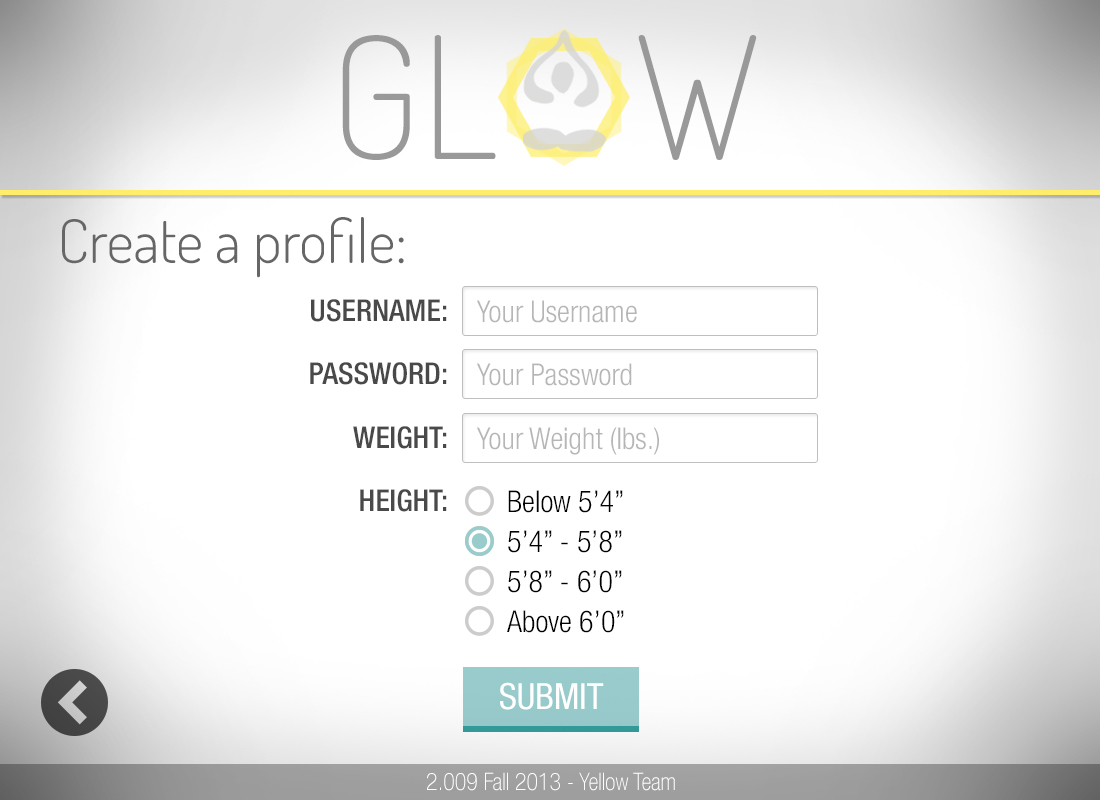 GLOW
Create a profile:
USERNAME: Your Username
PASSWORD: Your Password
WEIGHT: Your Weight (lbs.)
HEIGHT: Below 5’4”
5’4” - 5’8”
5’8” - 6’0”
Above 6’0”
SUBMIT
2.009 Fall 2013 - Yellow Team